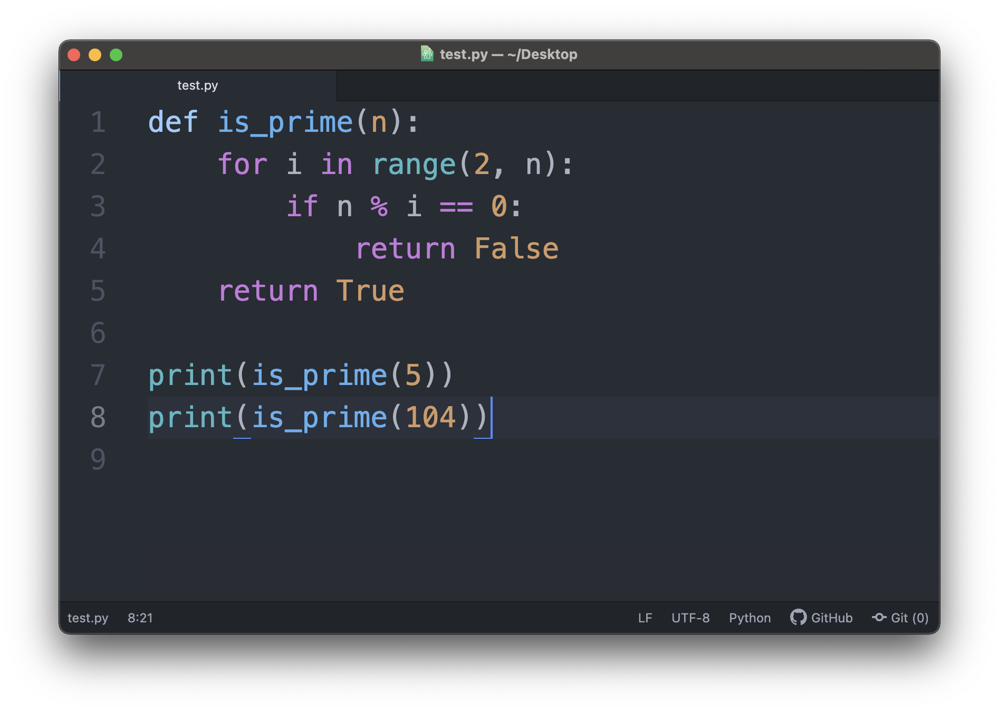 test.py — ~/Desktop
test.py
1 def is_prime(n):
2     for i in range(2, n):
3         if n % i == 0:
4             return False
5     return True
6
7 print(is_prime(5))
8 print(is_prime(104))
9
test.py 8:21 LF UTF-8 Python GitHub Git (0)